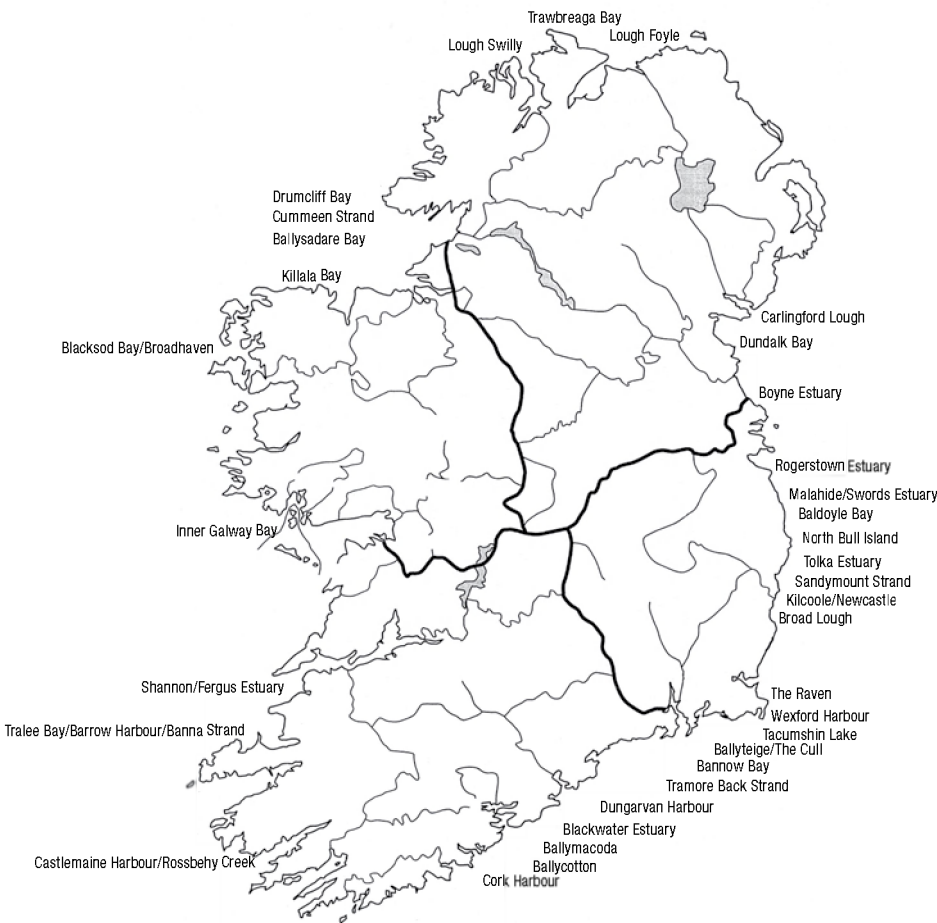 Trawbreaga Bay
Lough Foyle
Lough Swilly
Drumcliff Bay
Cummeen Strand
Ballysadare Bay
Killala Bay
Carlingford Lough
Dundalk Bay
Blacksod Bay/Broadhaven
Boyne Estuary
Rogerstown Estuary
Malahide/Swords Estuary
Baldoyle Bay
Inner Galway Bay
North Bull Island
Tolka Estuary
Sandymount Strand
Kilcoole/Newcastle
Broad Lough
Shannon/Fergus Estuary
The Raven
Wexford Harbour
Tralee Bay/Barrow Harbour/Banna Strand
Tacumshin Lake
Ballyteige/The Cull
Bannow Bay
Tramore Back Strand
Dungarvan Harbour
Blackwater Estuary
Ballymacoda
Castlemaine Harbour/Rossbehy Creek
Ballycotton
Cork Harbour